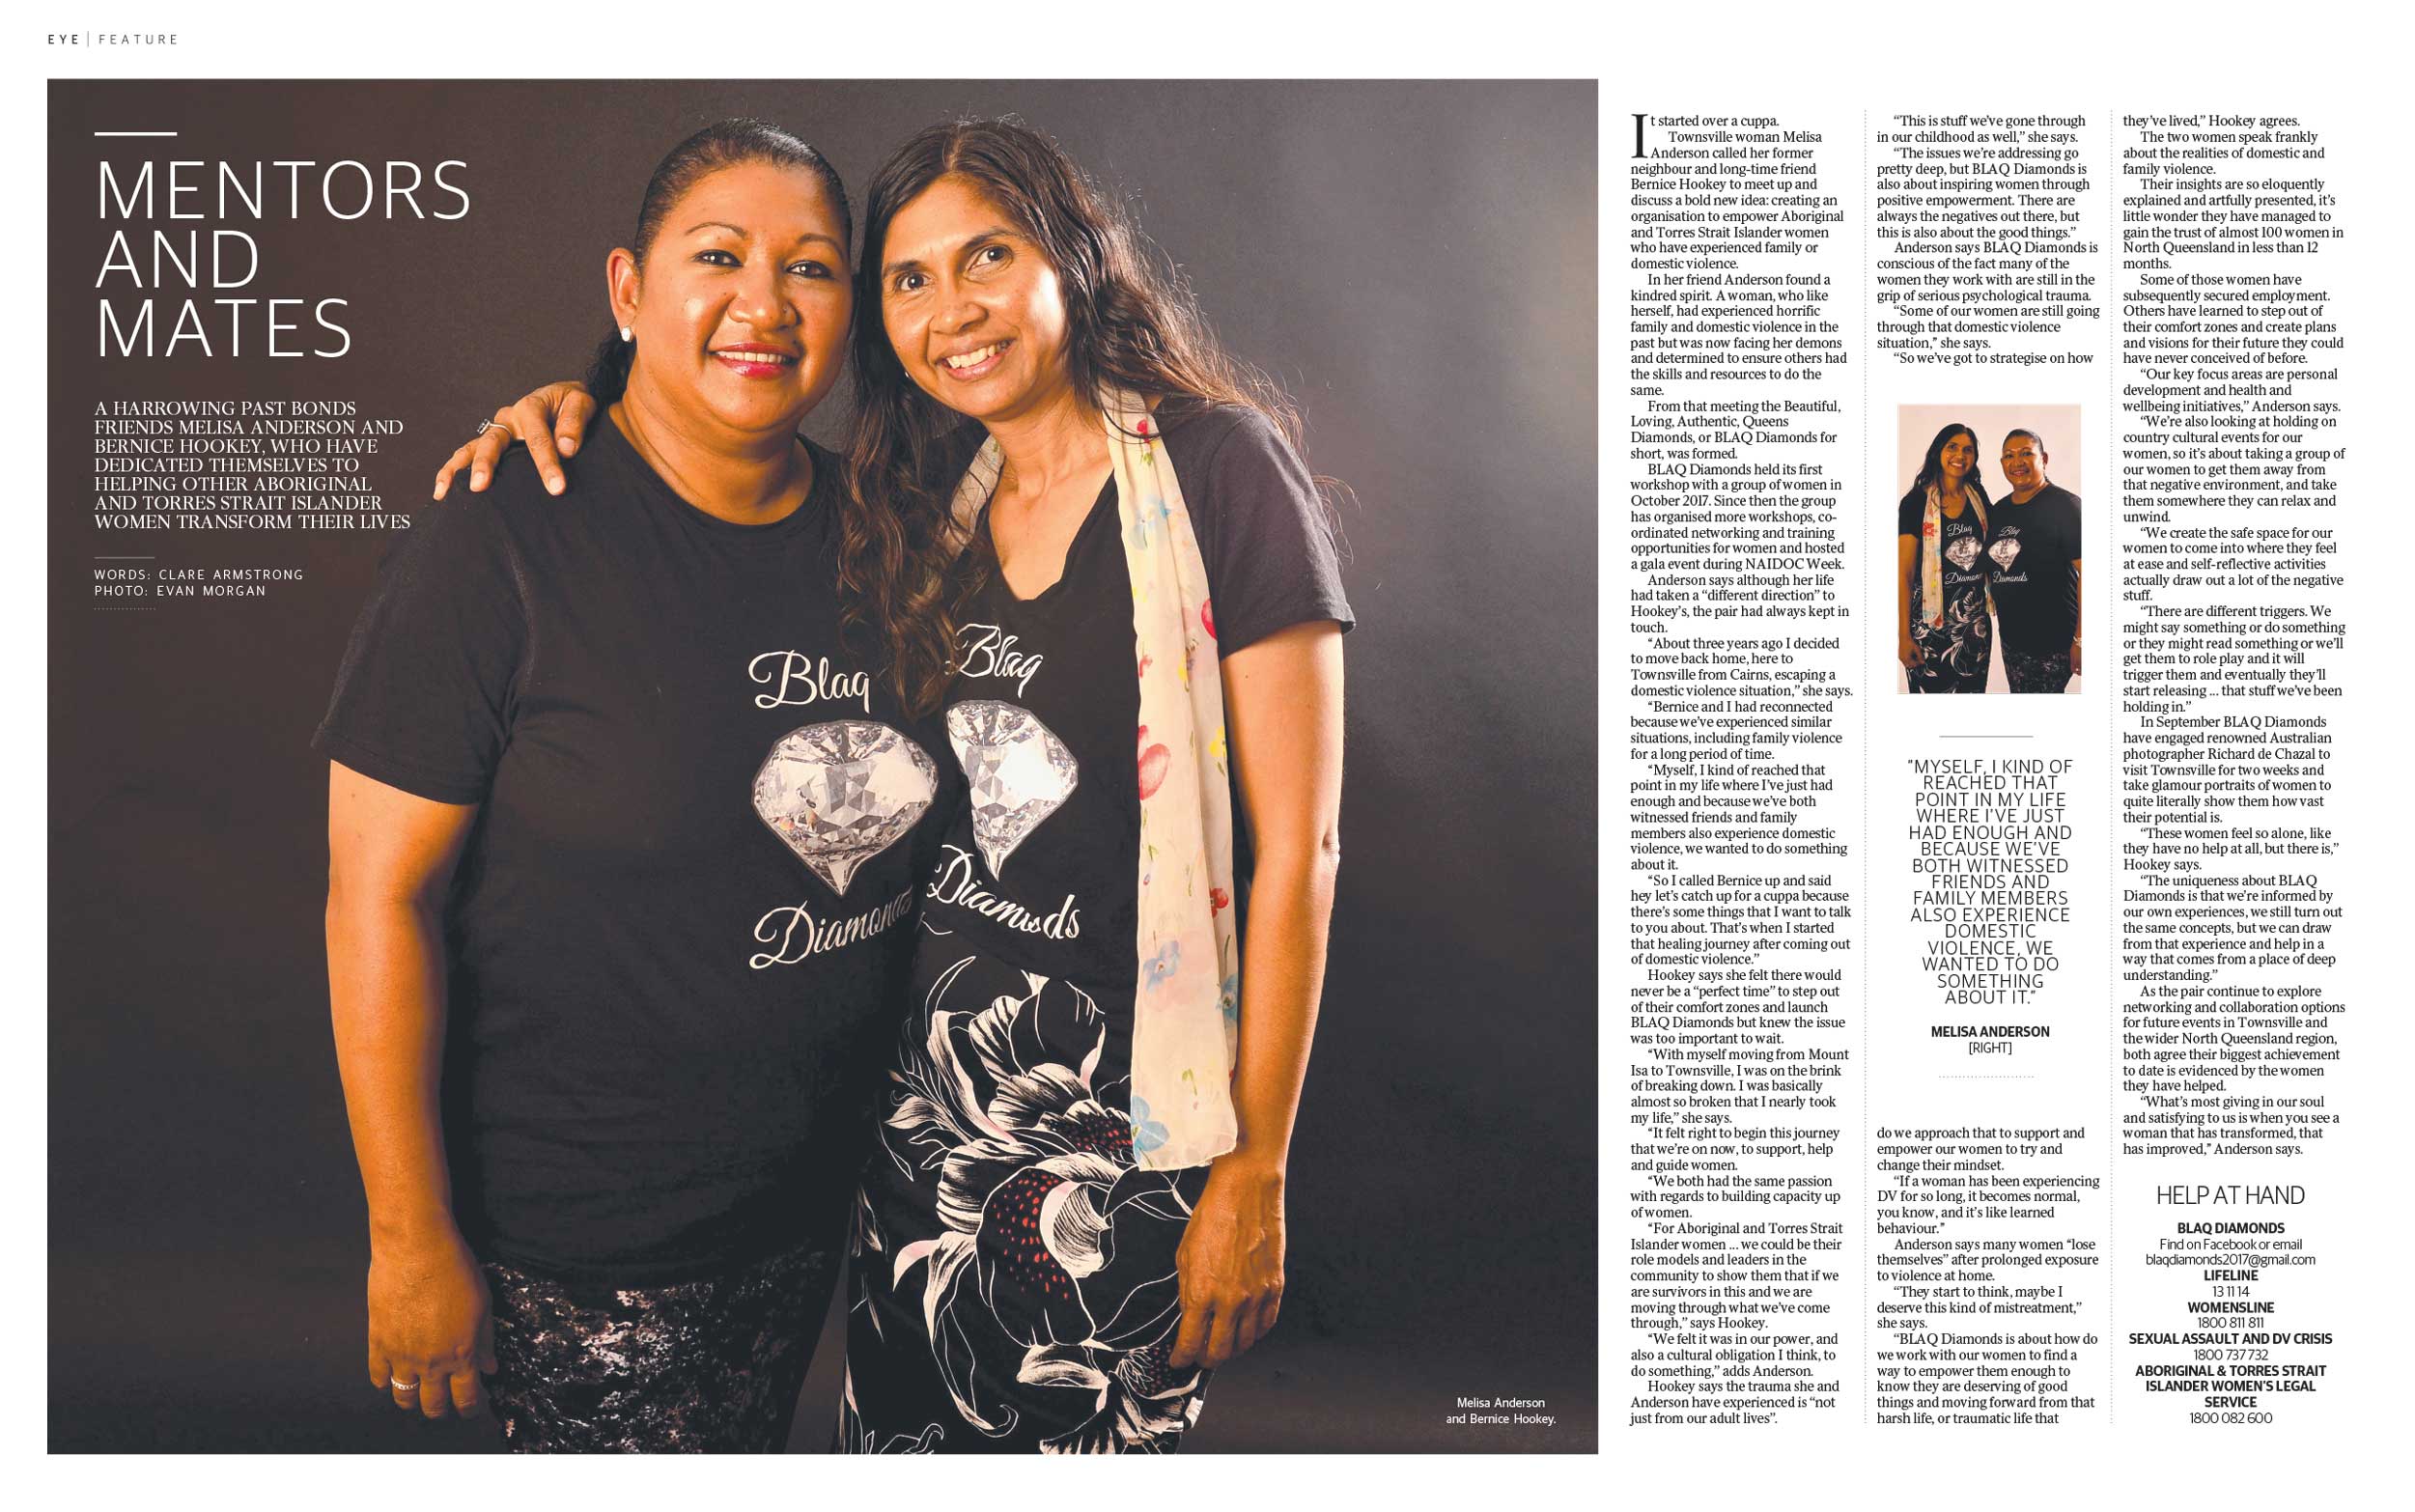 EYE | FEATURE
MENTORS
AND
MATES
A HARROWING PAST BONDS
FRIENDS MELISA ANDERSON AND
BERNICE HOOKEY, WHO HAVE
DEDICATED THEMSELVES TO
HELPING OTHER ABORIGINAL
AND TORRES STRAIT ISLANDER
WOMEN TRANSFORM THEIR LIVES
WORDS: CLARE ARMSTRONG
PHOTO: EVAN MORGAN
Blaq
Diamonds
Blaq
Diamonds
Melisa Anderson
and Bernice Hookey.
It started over a cuppa.
Townsville woman Melisa
Anderson called her former
neighbour and long-time friend
Bernice Hookey to meet up and
discuss a bold new idea: creating an
organisation to empower Aboriginal
and Torres Strait Islander women
who have experienced family or
domestic violence.
In her friend Anderson found a
kindred spirit. A woman, who like
herself, had experienced horrific
family and domestic violence in the
past but was now facing her demons
and determined to ensure others had
the skills and resources to do the
same.
From that meeting the Beautiful,
Loving, Authentic, Queens
Diamonds, or BLAQ Diamonds for
short, was formed.
BLAQ Diamonds held its first
workshop with a group of women in
October 2017. Since then the group
has organised more workshops, co-
ordinated networking and training
opportunities for women and hosted
a gala event during NAIDOC Week.
Anderson says although her life
had taken a “different direction” to
Hookey’s, the pair had always kept in
touch.
“About three years ago I decided
to move back home, here to
Townsville from Cairns, escaping a
domestic violence situation,” she says.
“Bernice and I had reconnected
because we’ve experienced similar
situations, including family violence
for a long period of time.
“Myself, I kind of reached that
point in my life where I’ve just had
enough and because we’ve both
witnessed friends and family
members also experience domestic
violence, we wanted to do something
about it.
“So I called Bernice up and said
hey let’s catch up for a cuppa because
there’s some things that I want to talk
to you about. That’s when I started
that healing journey after coming out
of domestic violence.”
Hookey says she felt there would
never be a “perfect time” to step out
of their comfort zones and launch
BLAQ Diamonds but knew the issue
was too important to wait.
“With myself moving from Mount
Isa to Townsville, I was on the brink
of breaking down. I was basically
almost so broken that I nearly took
my life,” she says.
“It felt right to begin this journey
that we’re on now, to support, help
and guide women.
“We both had the same passion
with regards to building capacity up
of women.
“For Aboriginal and Torres Strait
Islander women ... we could be their
role models and leaders in the
community to show them that if we
are survivors in this and we are
moving through what we’ve come
through,” says Hookey.
“We felt it was in our power, and
also a cultural obligation I think, to
do something,” adds Anderson.
Hookey says the trauma she and
Anderson have experienced is “not
just from our adult lives”.
“This is stuff we’ve gone through
in our childhood as well,” she says.
“The issues we’re addressing go
pretty deep, but BLAQ Diamonds is
also about inspiring women through
positive empowerment. There are
always the negatives out there, but
this is also about the good things.”
Anderson says BLAQ Diamonds is
conscious of the fact many of the
women they work with are still in the
grip of serious psychological trauma.
“Some of our women are still going
through that domestic violence
situation,” she says.
“So we’ve got to strategise on how
Blaq
Diamonds
Blaq
Diamonds
"MYSELF, I KIND OF
REACHED THAT
POINT IN MY LIFE
WHERE I’VE JUST
HAD ENOUGH AND
BECAUSE WE’VE
BOTH WITNESSED
FRIENDS AND
FAMILY MEMBERS
ALSO EXPERIENCE
DOMESTIC
VIOLENCE, WE
WANTED TO DO
SOMETHING
ABOUT IT.”
MELISA ANDERSON
[RIGHT]
do we approach that to support and
empower our women to try and
change their mindset.
“If a woman has been experiencing
DV for so long, it becomes normal,
you know, and it’s like learned
behaviour.”
Anderson says many women “lose
themselves” after prolonged exposure
to violence at home.
“They start to think, maybe I
deserve this kind of mistreatment,”
she says.
“BLAQ Diamonds is about how do
we work with our women to find a
way to empower them enough to
know they are deserving of good
things and moving forward from that
harsh life, or traumatic life that
they’ve lived,” Hookey agrees.
The two women speak frankly
about the realities of domestic and
family violence.
Their insights are so eloquently
explained and artfully presented, it’s
little wonder they have managed to
gain the trust of almost 100 women in
North Queensland in less than 12
months.
Some of those women have
subsequently secured employment.
Others have learned to step out of
their comfort zones and create plans
and visions for their future they could
have never conceived of before.
“Our key focus areas are personal
development and health and
wellbeing initiatives,” Anderson says.
“We’re also looking at holding on
country cultural events for our
women, so it’s about taking a group of
our women to get them away from
that negative environment, and take
them somewhere they can relax and
unwind.
“We create the safe space for our
women to come into where they feel
at ease and self-reflective activities
actually draw out a lot of the negative
stuff.
“There are different triggers. We
might say something or do something
or they might read something or we’ll
get them to role play and it will
trigger them and eventually they’ll
start releasing ... that stuff we’ve been
holding in.”
In September BLAQ Diamonds
have engaged renowned Australian
photographer Richard de Chazal to
visit Townsville for two weeks and
take glamour portraits of women to
quite literally show them how vast
their potential is.
“These women feel so alone, like
they have no help at all, but there is,”
Hookey says.
“The uniqueness about BLAQ
Diamonds is that we’re informed by
our own experiences, we still turn out
the same concepts, but we can draw
from that experience and help in a
way that comes from a place of deep
understanding.”
As the pair continue to explore
networking and collaboration options
for future events in Townsville and
the wider North Queensland region,
both agree their biggest achievement
to date is evidenced by the women
they have helped.
“What’s most giving in our soul
and satisfying to us is when you see a
woman that has transformed, that
has improved,” Anderson says.
HELP AT HAND
BLAQ DIAMONDS
Find on Facebook or email
blaqdiamonds2017@gmail.com
LIFELINE
13 11 14
WOMENSLINE
1800 811 811
SEXUAL ASSAULT AND DV CRISIS
1800 737 732
ABORIGINAL & TORRES STRAIT
ISLANDER WOMEN'S LEGAL
SERVICE
1800 082 600